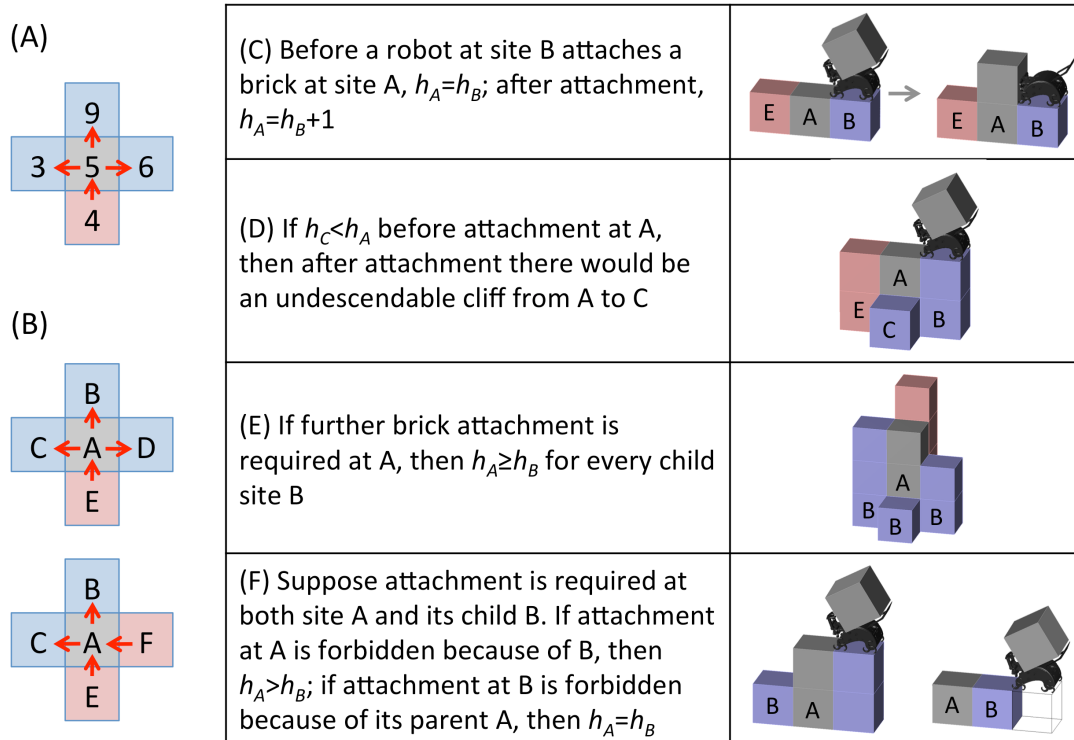 (A)
9
3 5 6
4
(B)
B
C A D
E
B
C A F
E
(C) Before a robot at site B attaches a
brick at site A, hA=hB; after attachment,
hA=hB+1
E A B
E A B
(D) If hC<hA before attachment at A,
then after attachment there would be
an undescendable cliff from A to C
A
E C B
(E) If further brick attachment is
required at A, then hA≥hB for every child
site B
A
B B B
(F) Suppose attachment is required at
both site A and its child B. If attachment
at A is forbidden because of B, then
hA>hB; if attachment at B is forbidden
because of its parent A, then hA=hB
B A
A B